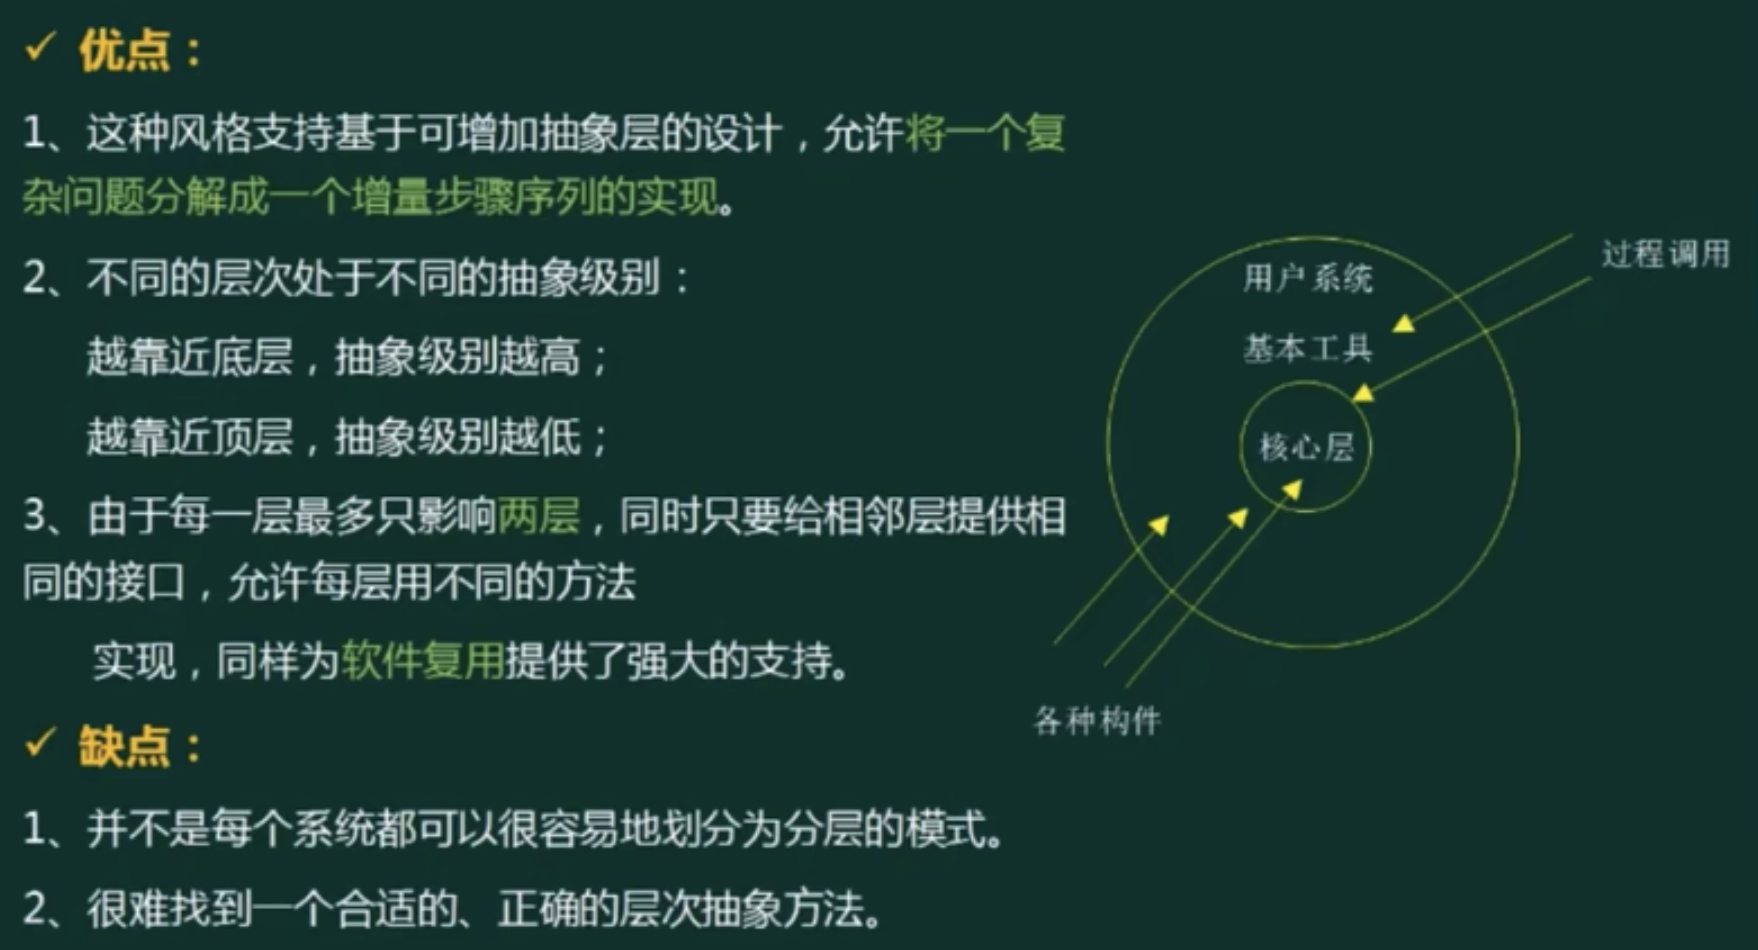 ✓ 优点：
1、这种风格支持基于可增加抽象层的设计，允许将一个复
杂问题分解成一个增量步骤序列的实现。
2、不同的层次处于不同的抽象级别：
越靠近底层，抽象级别越高；
越靠近顶层，抽象级别越低；
3、由于每一层最多只影响两层，同时只要给相邻层提供相
同的接口，允许每层用不同的方法
实现，同样为软件复用提供了强大的支持。
✓ 缺点：
1、并不是每个系统都可以很容易地划分为分层的模式。
2、很难找到一个合适的、正确的层次抽象方法。
过程调用
用户系统
基本工具
核心层
各种构件